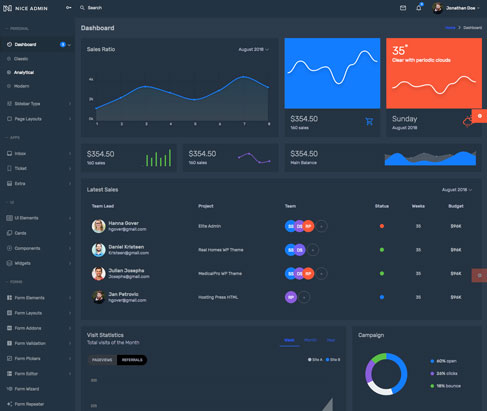 NICE ADMIN
Search
Jonathan Doe
PERSONAL
Dashboard
Classic
Analytical
Modern
Sidebar Type
Page Layouts
APPS
Inbox
Ticket
Extra
UI
UI Elements
Cards
Components
Widgets
FORMS
Form Elements
Form Layouts
Form Addons
Form Validation
Form Pickers
Form Editor
Form Wizard
Form Repeater
Dashboard
Home > Dashboard
Sales Ratio
August 2018
4k
3k
0k
1 2 3 4 5 6 7 8
$354.50
160 sales
35°
Clear with periodic clouds
Sunday
August 2018
$354.50
160 sales
$354.50
160 sales
$354.50
Main Balance
Latest Sales
August 2018
Team Lead Project Team Status Weeks Budget
Hanna Gover
hgover@gmail.com
Elite Admin
SS DS RP +
35 $96K
Daniel Kristeen
Kristeen@gmail.com
Real Homes WP Theme
SS DS +
35 $96K
Julian Josephs
Josephs@gmail.com
MedicalPro WP Theme
SS DS RP +
35 $96K
Jan Petrovic
hgover@gmail.com
Hosting Press HTML
RP +
35 $96K
Visit Statistics
Total visits of the Month
Week Month
PAGEVIEWS REFERRALS
Site A Site B
Campaign
60% open
26% clicks
18% bounce